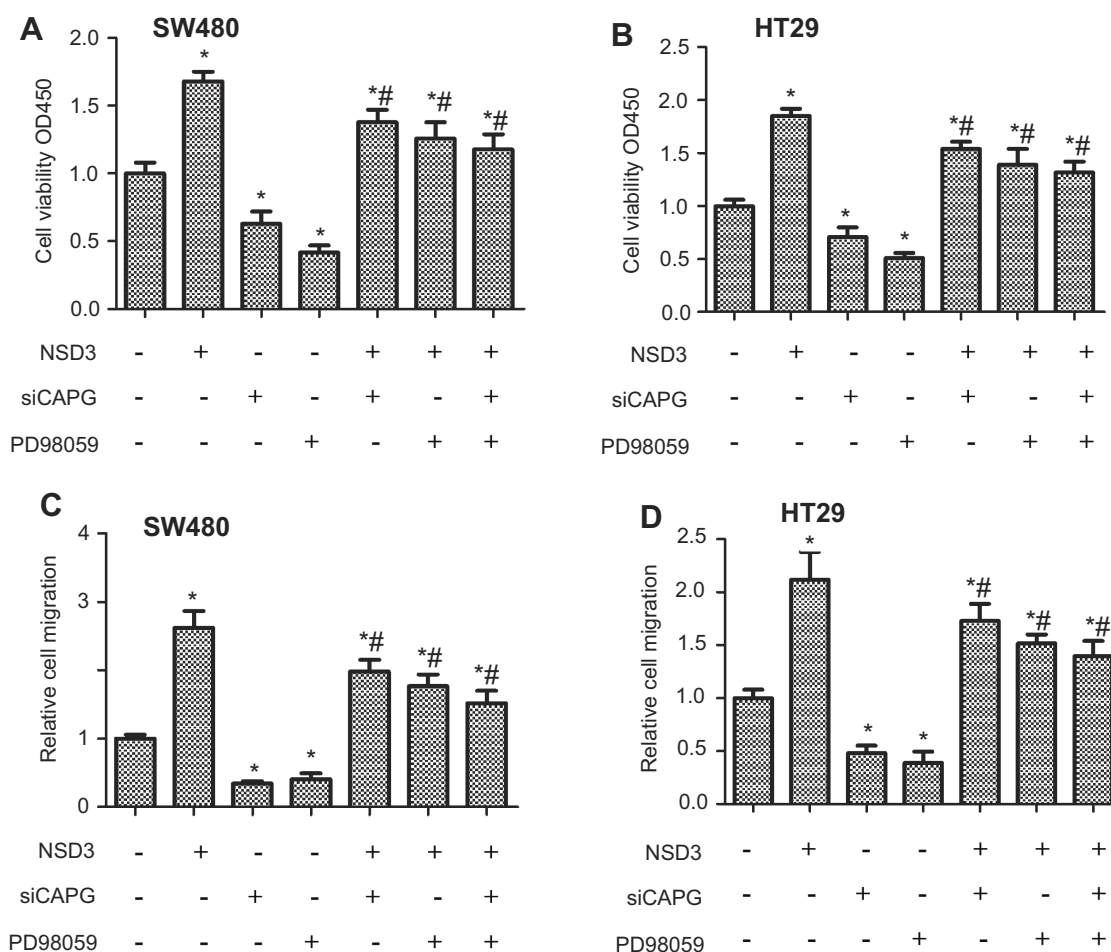 A SW480
Cell viability OD450
2.0
1.5
1.0
0.5
0.0
* * * *# *# *#
NSD3 - + - - + + +
siCAPG - - + - + - +
PD98059 - - - + - + +
B HT29
Cell viability OD450
2.5
2.0
1.5
1.0
0.5
0.0
* * * *# *# *#
NSD3 - + - - + + +
siCAPG - - + - + - +
PD98059 - - - + - + +
C SW480
Relative cell migration
4
3
1
0
* * * *# *# *#
NSD3 - + - - + + +
siCAPG - - + - + - +
PD98059 - - - + - + +
D HT29
Relative cell migration
2.5
2.0
1.5
1.0
0.5
0.0
* * * *# *# *#
NSD3 - + - - + + +
siCAPG - - + - + - +
PD98059 - - - + - + +